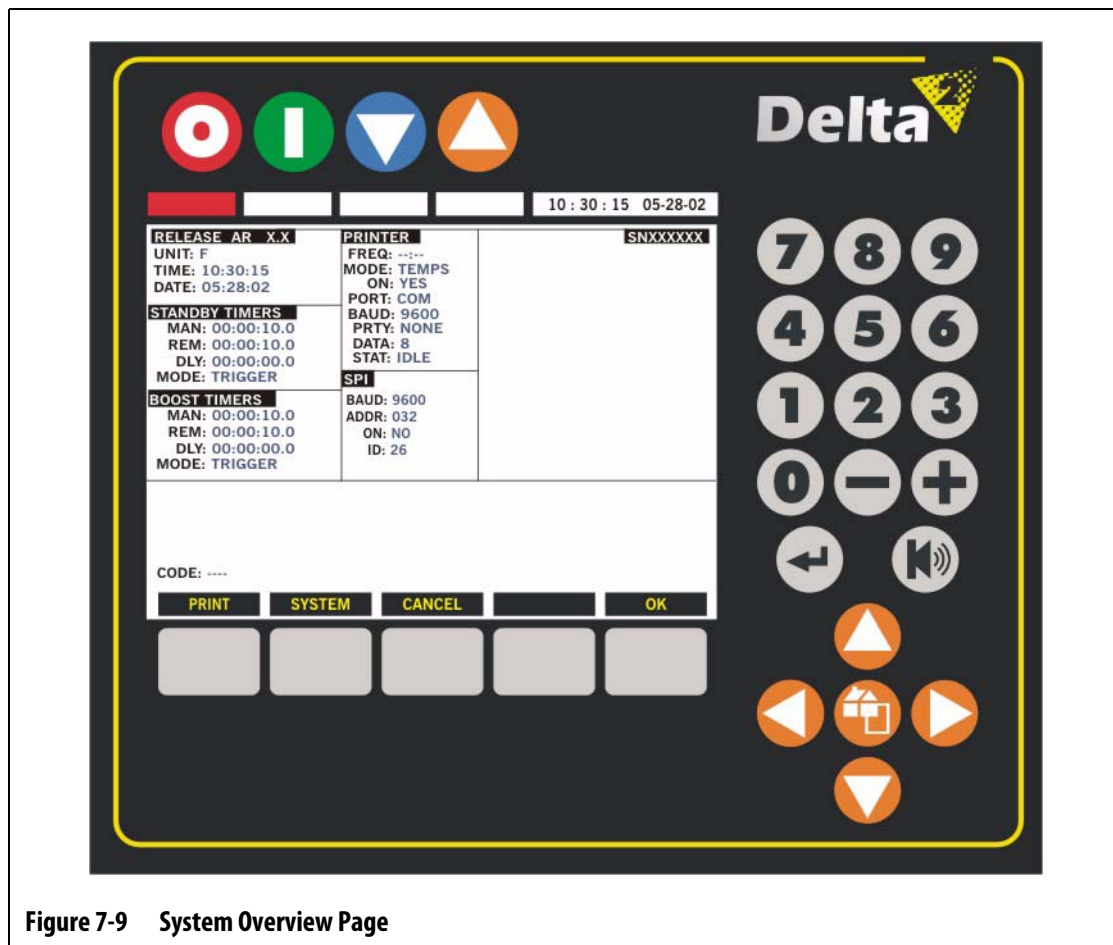 Delta 2
10 : 30 : 15 05-28-02
RELEASE AR X.X
UNIT: F
TIME: 10:30:15
DATE: 05:28:02
STANDBY TIMERS
MAN: 00:00:10.0
REM: 00:00:10.0
DLY: 00:00:00.0
MODE: TRIGGER
BOOST TIMERS
MAN: 00:00:10.0
REM: 00:00:10.0
DLY: 00:00:00.0
MODE: TRIGGER
PRINTER
FREQ: --:--
MODE: TEMPS
ON: YES
PORT: COM
BAUD: 9600
PRTY: NONE
DATA: 8
STAT: IDLE
SPI
BAUD: 9600
ADDR: 032
ON: NO
ID: 26
SNXXXXXX
CODE: ----
PRINT SYSTEM CANCEL OK
7 8 9
4 5 6
1 2 3
0 − +
K
Figure 7-9 System Overview Page